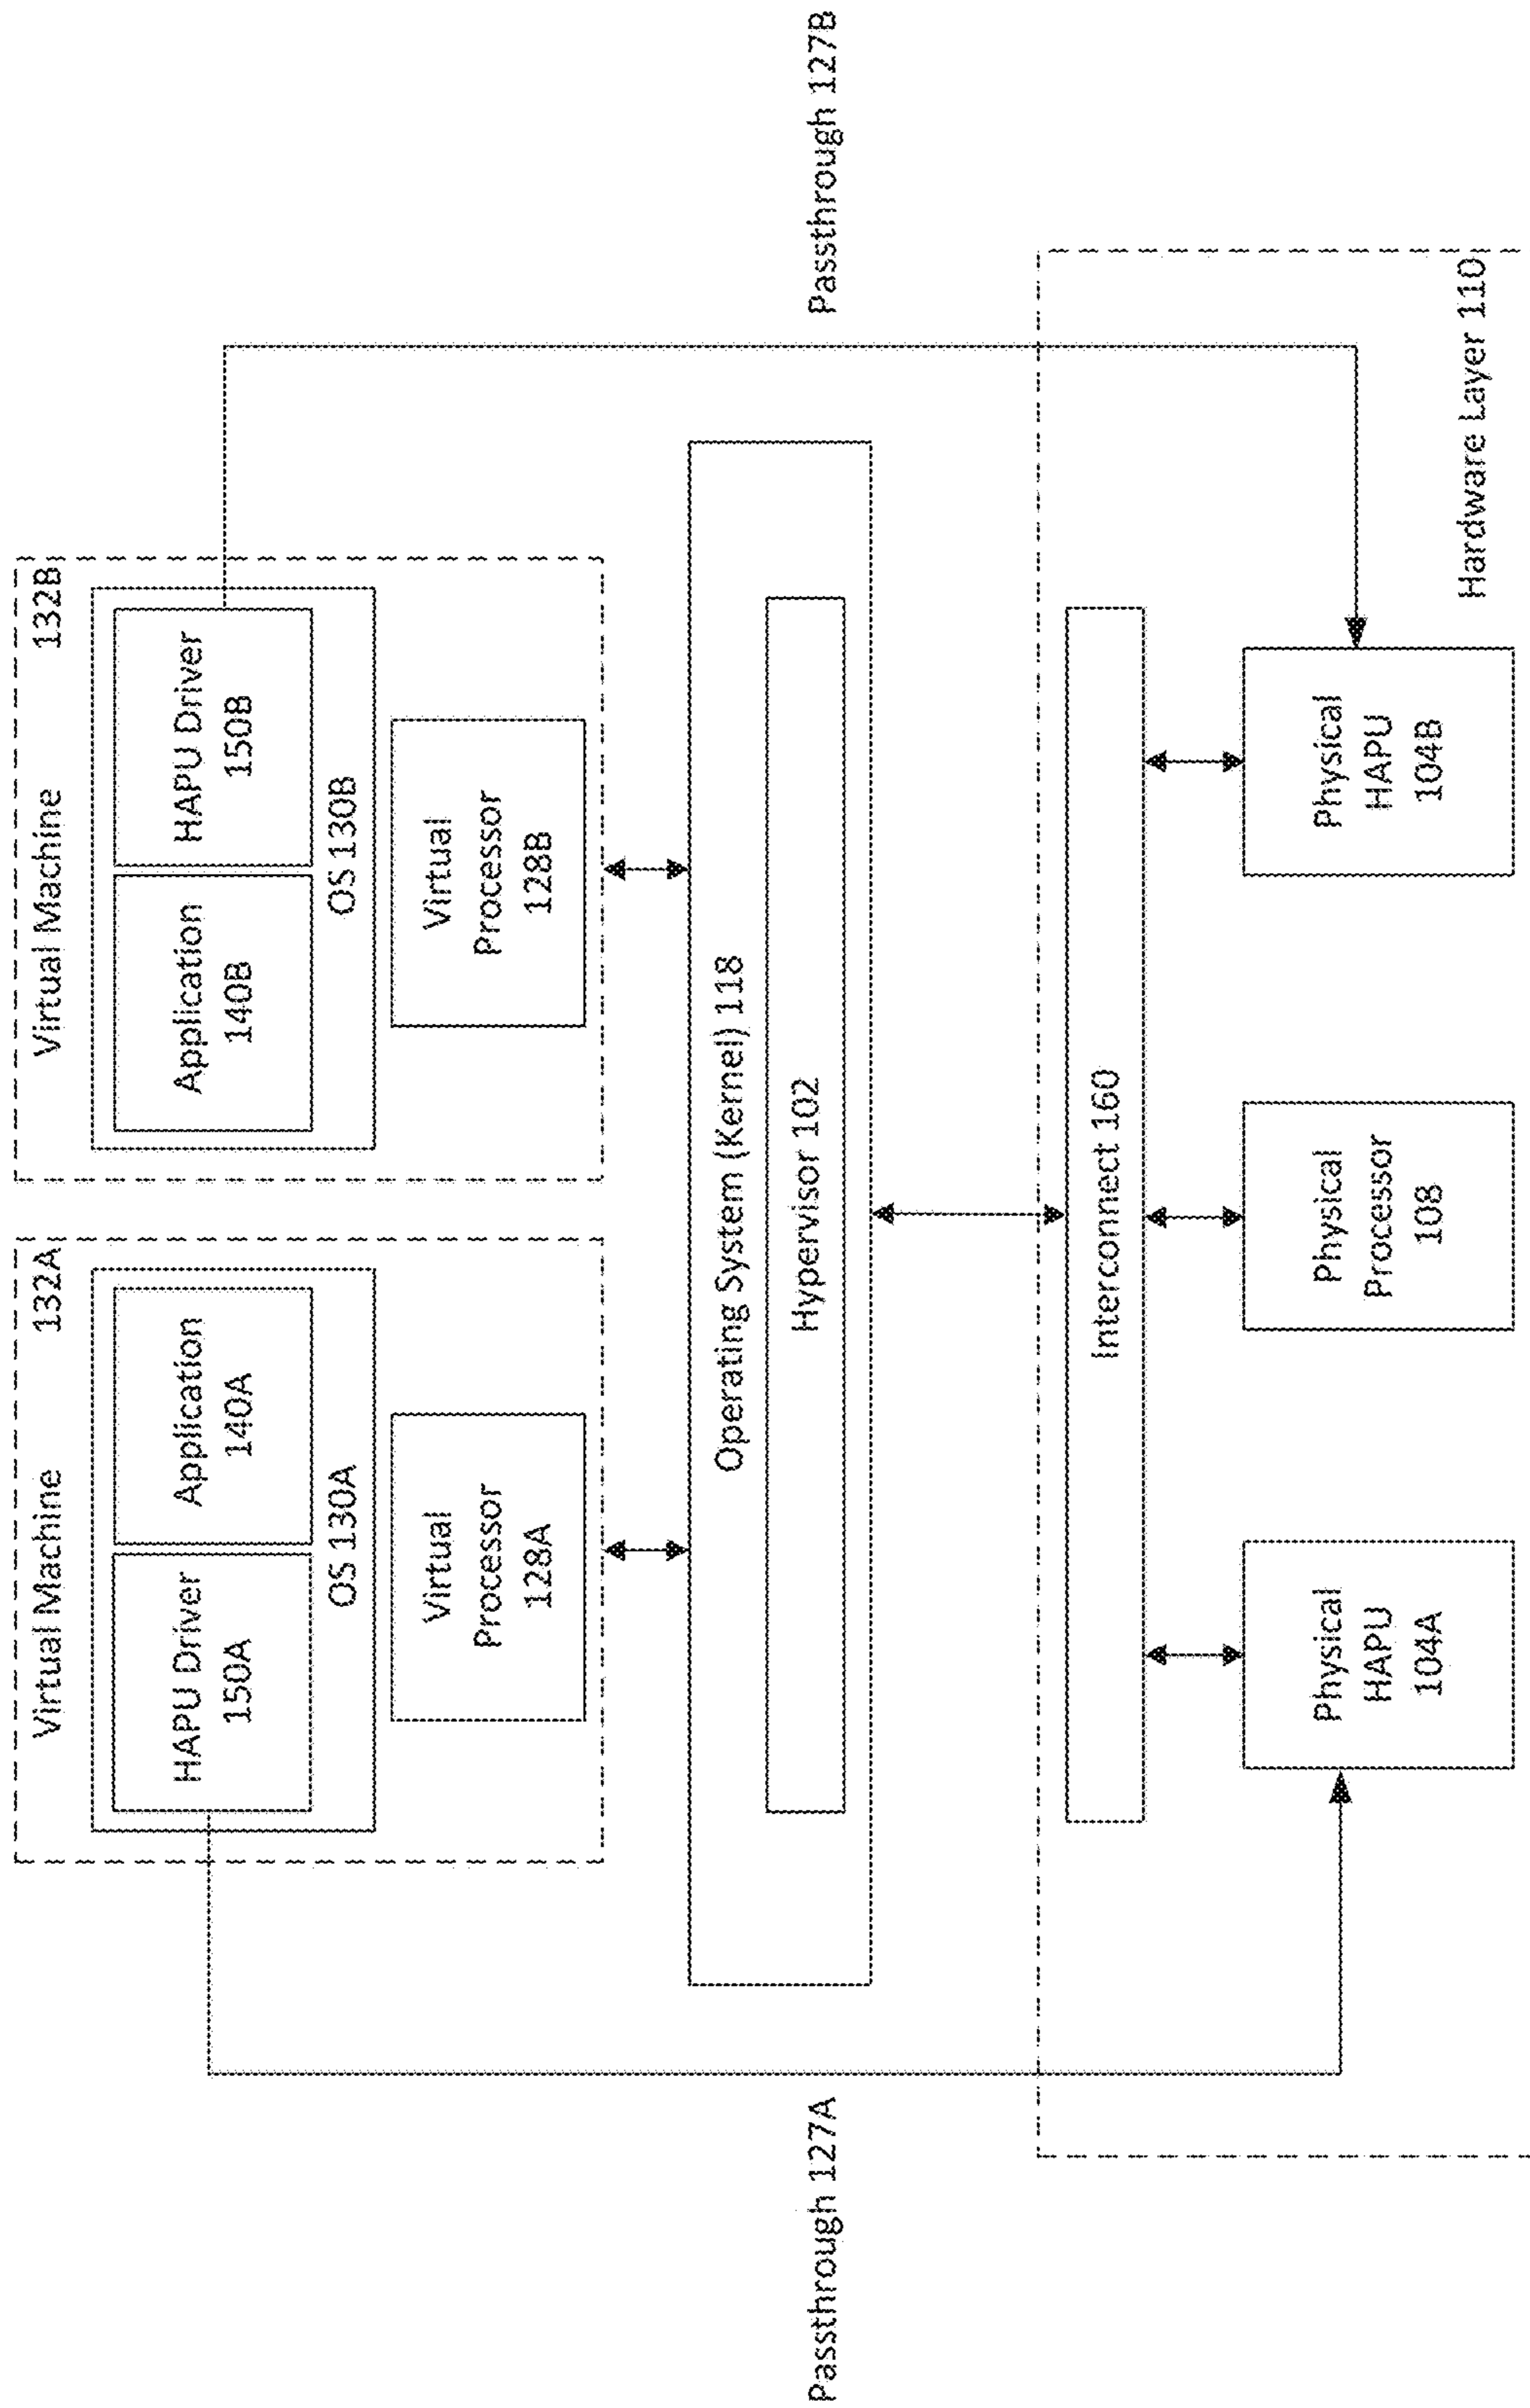 Virtual Machine 132A
HAPU Driver
150A
Application
140A
OS 130A
Virtual
Processor
128A
Virtual Machine 132B
Application
140B
HAPU Driver
150B
OS 130B
Virtual
Processor
128B
Operating System (Kernel) 118
Hypervisor 102
Passthrough 127A
Passthrough 127B
Interconnect 160
Physical
HAPU
104A
Physical
Processor
108
Physical
HAPU
104B
Hardware Layer 110